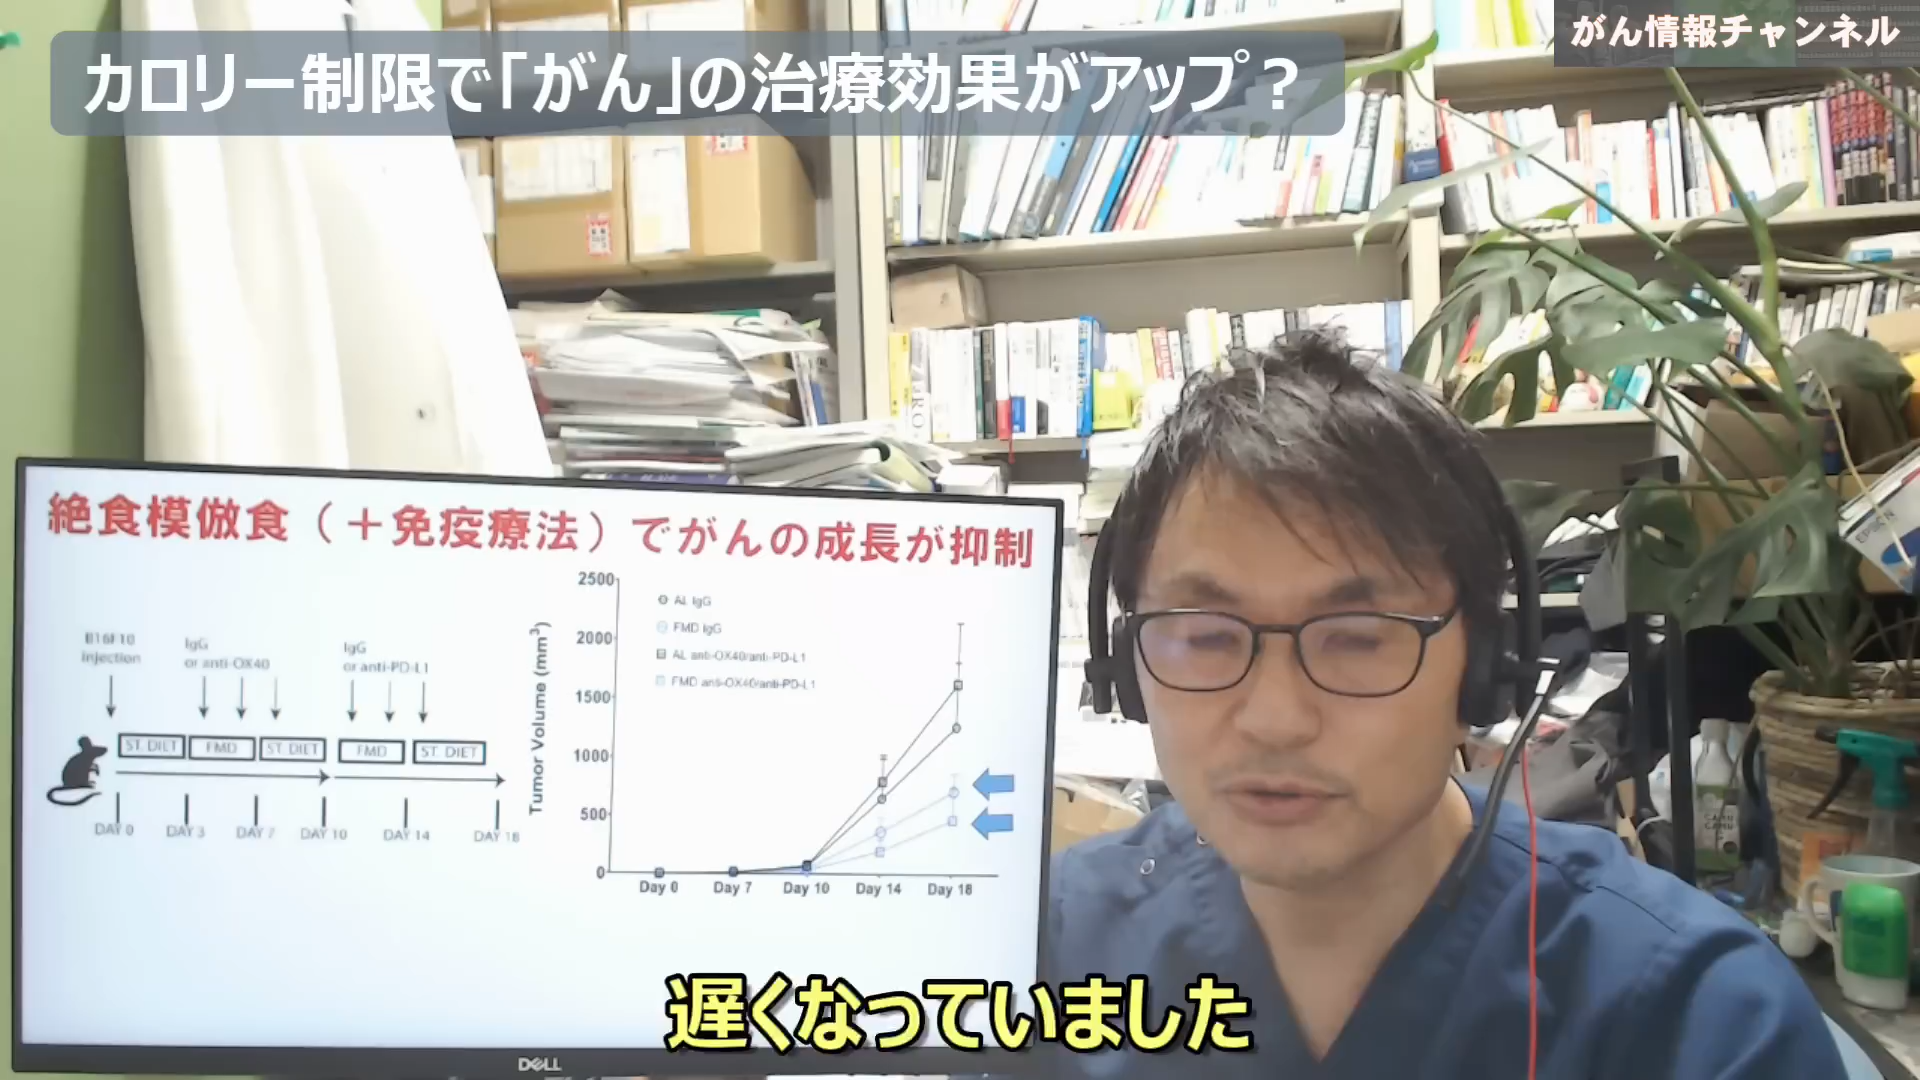 カロリー制限で「がん」の治療効果がアップ？
がん情報チャンネル
絶食模倣食（＋免疫療法）でがんの成長が抑制
B16F10
injection
IgG
or anti-OX40
IgG
or anti-PD-L1
ST. DIET
FMD
ST. DIET
FMD
ST. DIET
DAY 0
DAY 3
DAY 7
DAY 10
DAY 14
DAY 18
Tumor Volume (mm3)
2500
2000
1500
1000
500
0
AL IgG
FMD IgG
AL anti-OX40/anti-PD-L1
FMD anti-OX40/anti-PD-L1
Day 0
Day 7
Day 10
Day 14
Day 18
EPSON
遅くなっていました
DELL